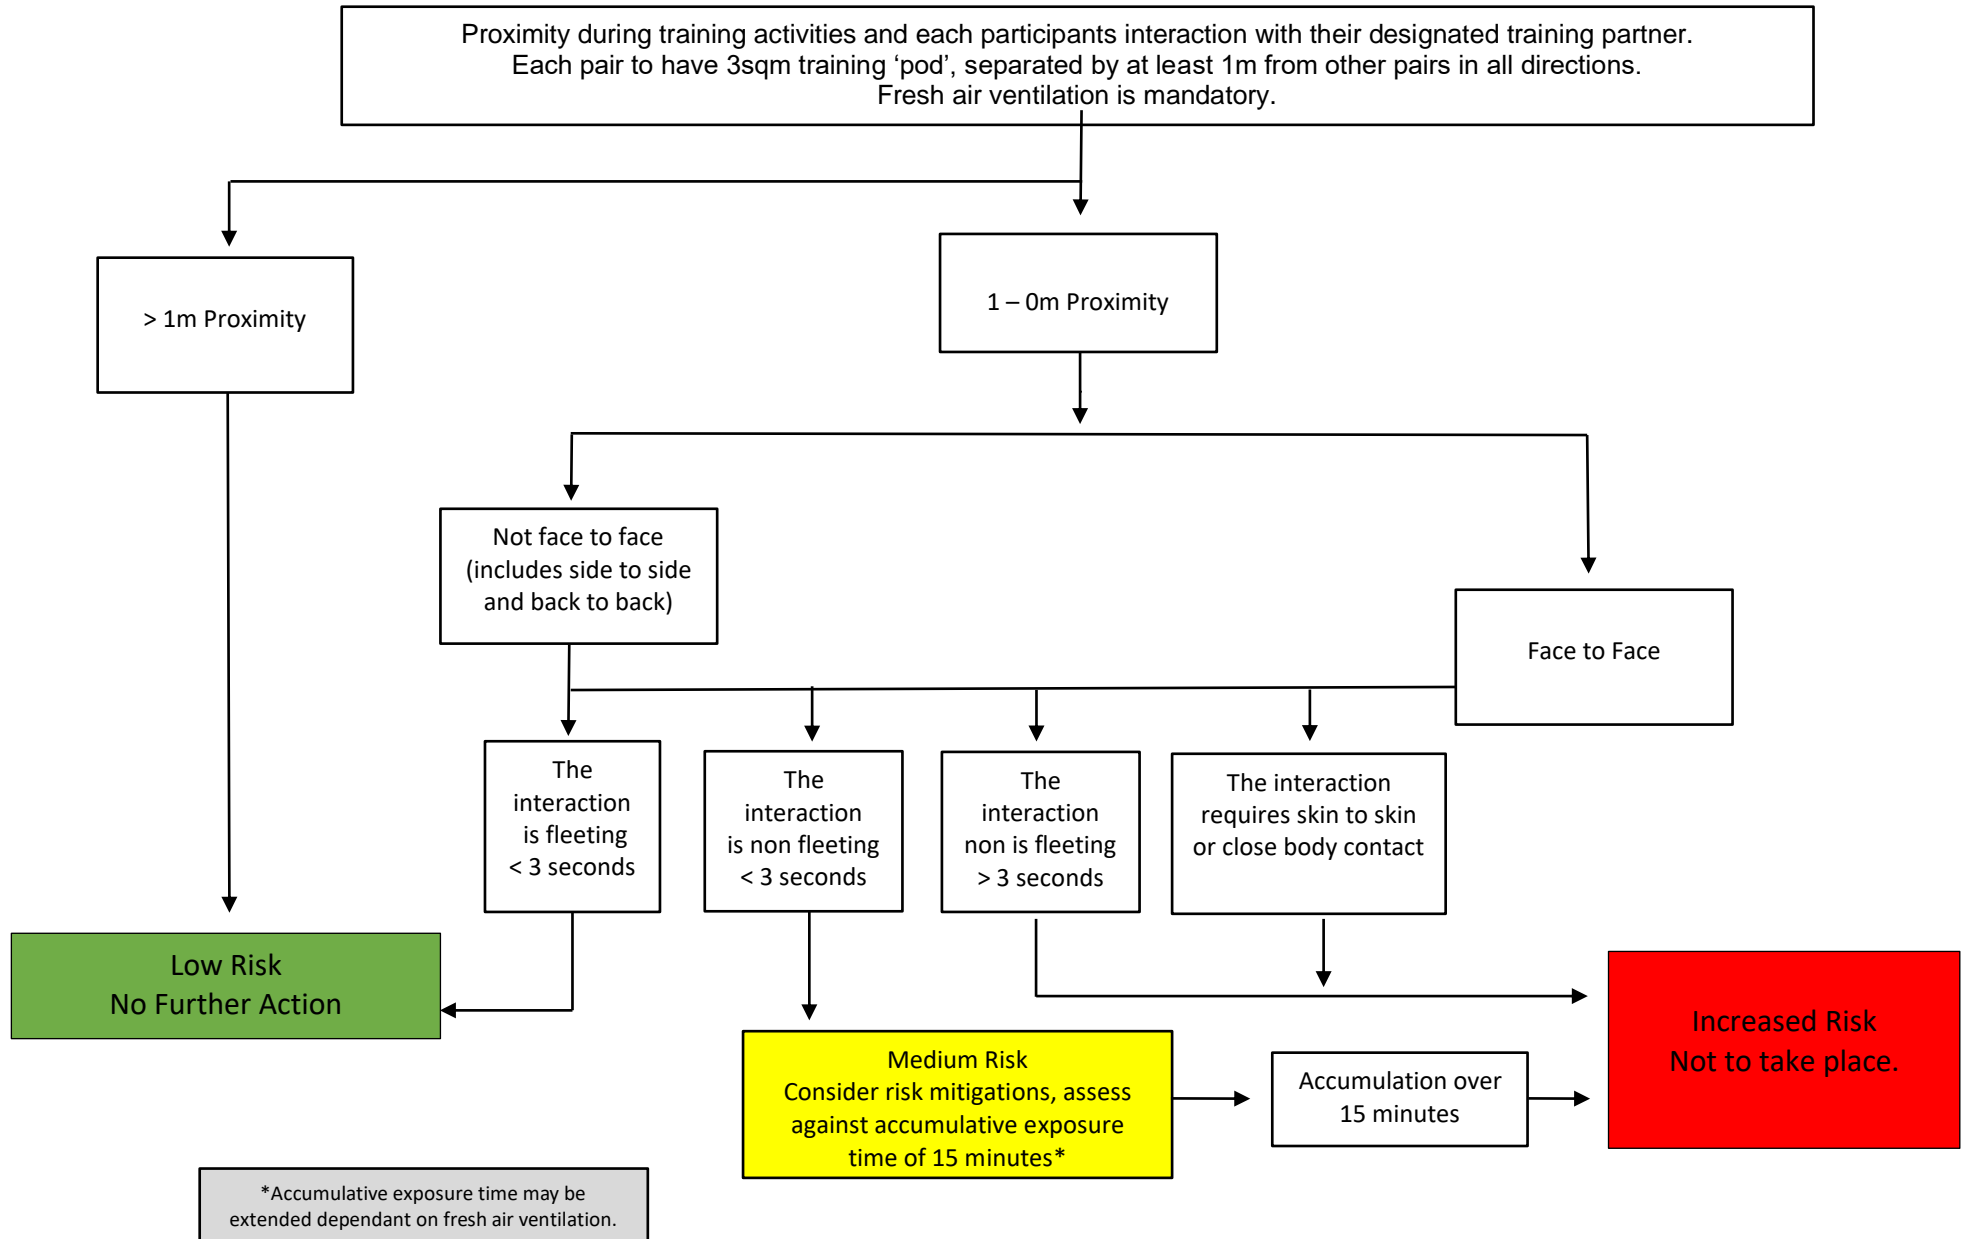 Proximity during training activities and each participants interaction with their designated training partner.
Each pair to have 3sqm training ‘pod’, separated by at least 1m from other pairs in all directions.
Fresh air ventilation is mandatory.
> 1m Proximity
1 – 0m Proximity
Not face to face
(includes side to side
and back to back)
Face to Face
The
interaction
is fleeting
< 3 seconds
The
interaction
is non fleeting
< 3 seconds
The
interaction
non is fleeting
> 3 seconds
The interaction
requires skin to skin
or close body contact
Low Risk
No Further Action
Medium Risk
Consider risk mitigations, assess
against accumulative exposure
time of 15 minutes*
Accumulation over
15 minutes
Increased Risk
Not to take place.
*Accumulative exposure time may be
extended dependant on fresh air ventilation.